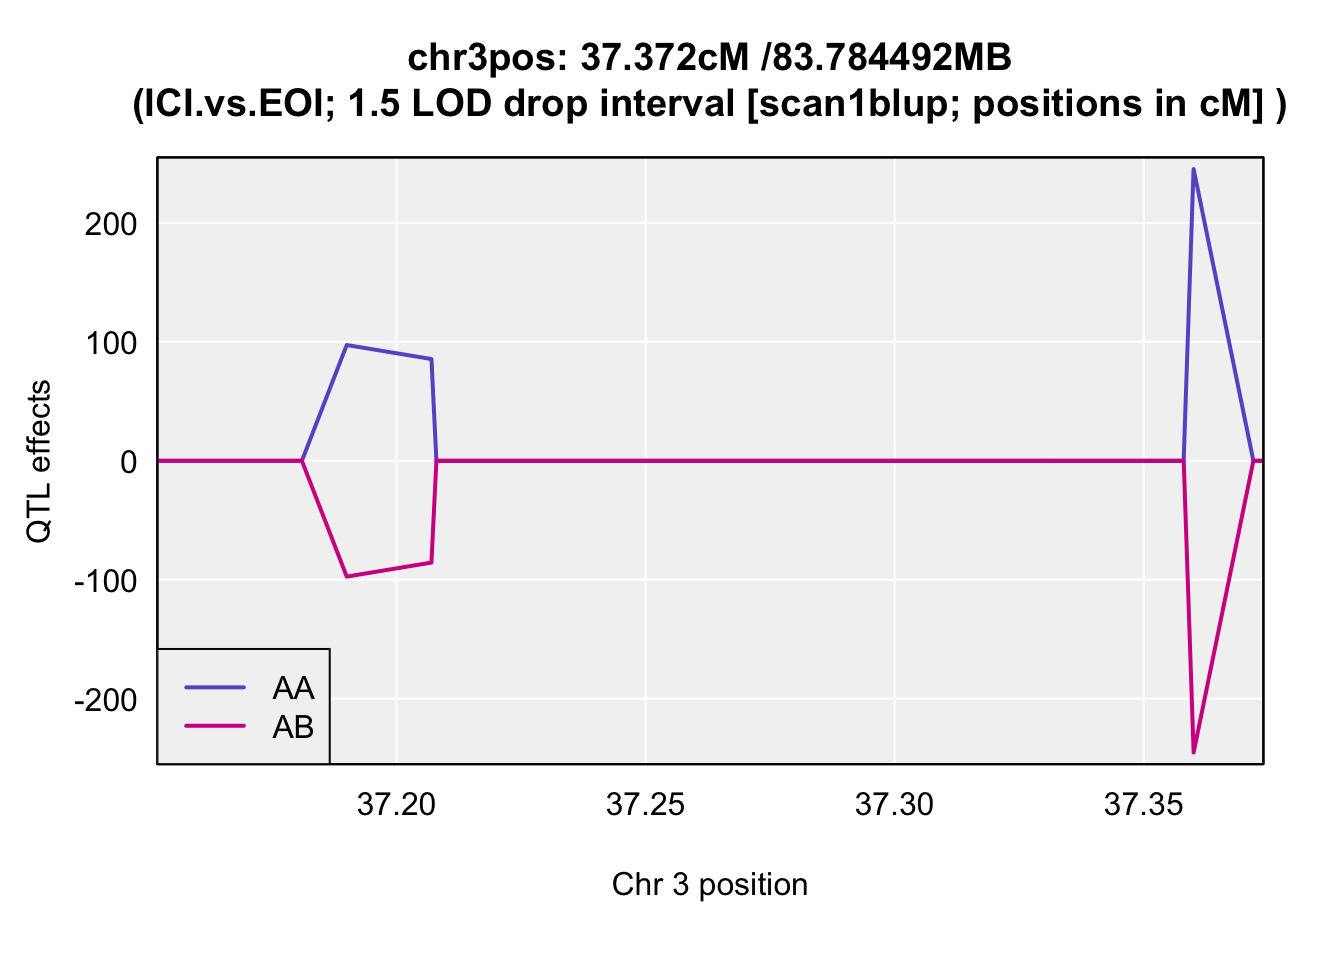 chr3pos: 37.372cM /83.784492MB
(ICI.vs.EOI; 1.5 LOD drop interval [scan1blup; positions in cM] )
QTL effects
200
100
0
-100
-200
AA
AB
37.20 37.25 37.30 37.35
Chr 3 position